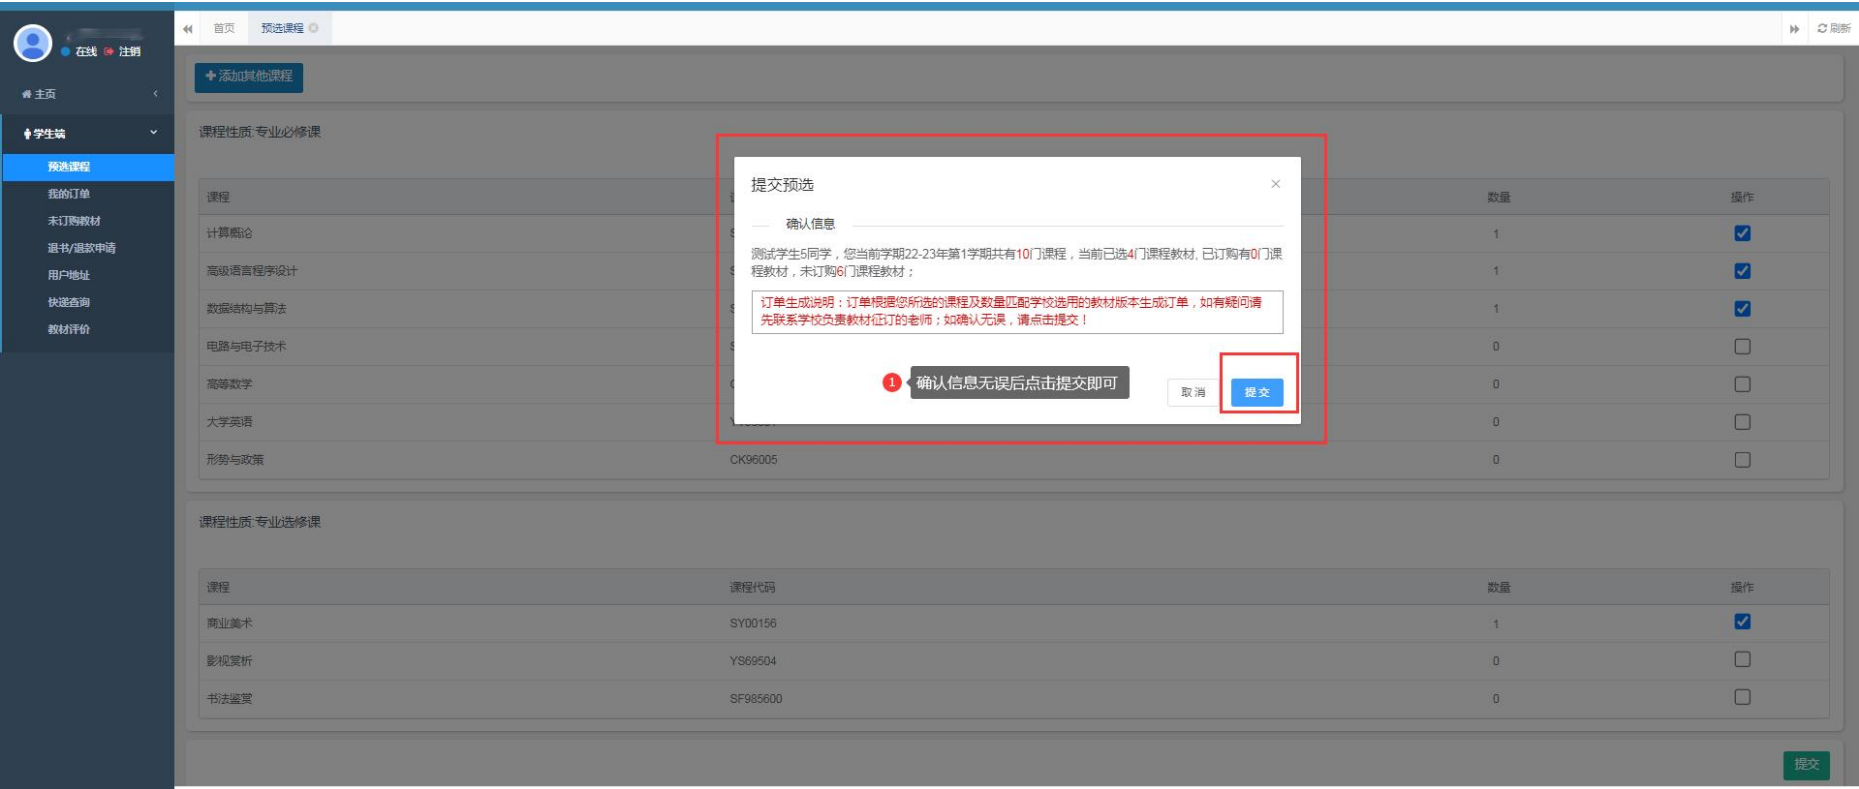 首页
预选课程
刷新
在线 注销
主页
学生端
预选课程
我的订单
未订购教材
退书/退款申请
用户地址
快递查询
教材评价
添加其他课程
课程性质:专业必修课
课程 数量 操作
计算概论 1
高级语言程序设计 1
数据结构与算法 1
电路与电子技术 0
高等数学 0
大学英语 0
形势与政策 CK96005 0
提交预选
确认信息
测试学生5同学，您当前学期22-23年第1学期共有10门课程，当前已选4门课程教材, 已订购有0门课
程教材，未订购6门课程教材；
订单生成说明：订单根据您所选的课程及数量匹配学校选用的教材版本生成订单，如有疑问请
先联系学校负责教材征订的老师；如确认无误，请点击提交！
1 确认信息无误后点击提交即可
取消 提交
课程性质:专业选修课
课程 课程代码 数量 操作
商业美术 SY00156 1
影视赏析 YS69504 0
书法鉴赏 SF985600 0
提交